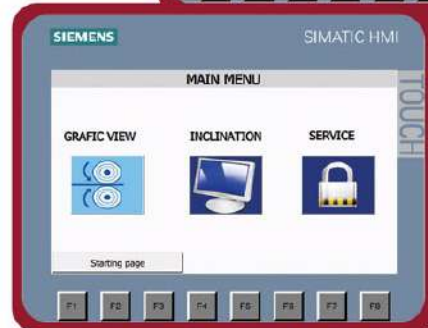 SIEMENS
SIMATIC HMI
TOUCH
MAIN MENU
GRAFIC VIEW
INCLINATION
SERVICE
Starting page
F1 F2 F3 F4 F5 F6 F7 F8